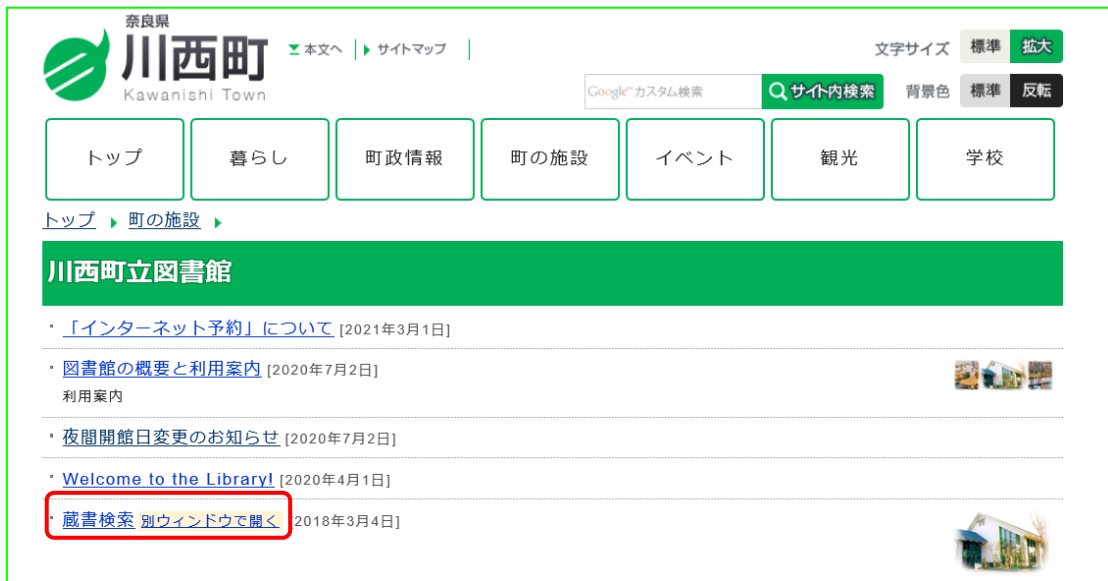 奈良県
川西町
Kawanishi Town
本文へ サイトマップ
文字サイズ 標準 拡大
Google カスタム検索 サイト内検索 背景色 標準 反転
トップ 暮らし 町政情報 町の施設 イベント 観光 学校
トップ 町の施設
川西町立図書館
「インターネット予約」について [2021年3月1日]
図書館の概要と利用案内 [2020年7月2日]
利用案内
夜間開館日変更のお知らせ [2020年7月2日]
Welcome to the Library! [2020年4月1日]
蔵書検索 別ウィンドウで開く [2018年3月4日]